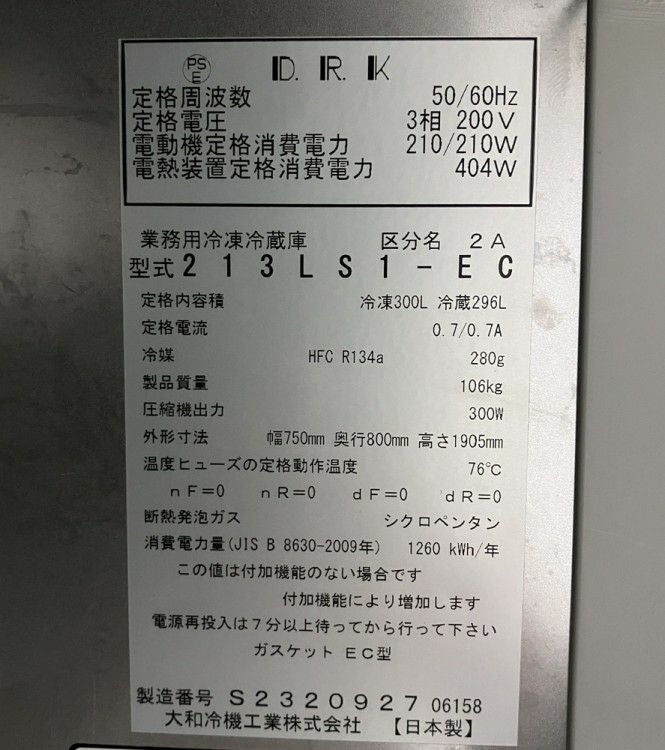 PS
E
D.R.K
定格周波数 50/60Hz
定格電圧 3相 200V
電動機定格消費電力 210/210W
電熱装置定格消費電力 404W
業務用冷凍冷蔵庫 区分名 2A
型式 213LS1-EC
定格内容積 冷凍300L 冷蔵296L
定格電流 0.7/0.7A
冷媒 HFC R134a 280g
製品質量 106kg
圧縮機出力 300W
外形寸法 幅750mm 奥行800mm 高さ1905mm
温度ヒューズの定格動作温度 76℃
nF=0 nR=0 dF=0 dR=0
断熱発泡ガス シクロペンタン
消費電力量(JIS B 8630-2009年) 1260 kWh/年
この値は付加機能のない場合です
付加機能により増加します
電源再投入は7分以上待ってから行って下さい
ガスケット EC型
製造番号 S2320927 06158
大和冷機工業株式会社 【日本製】